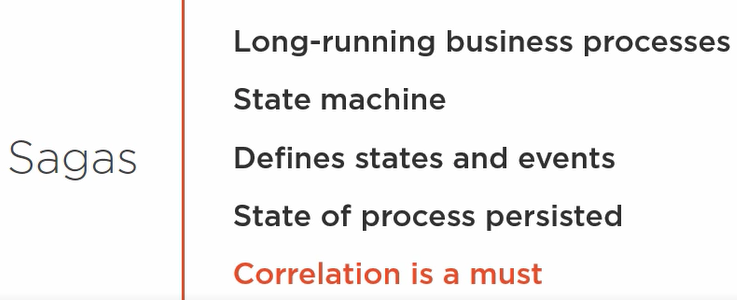 Sagas
Long-running business processes
State machine
Defines states and events
State of process persisted
Correlation is a must